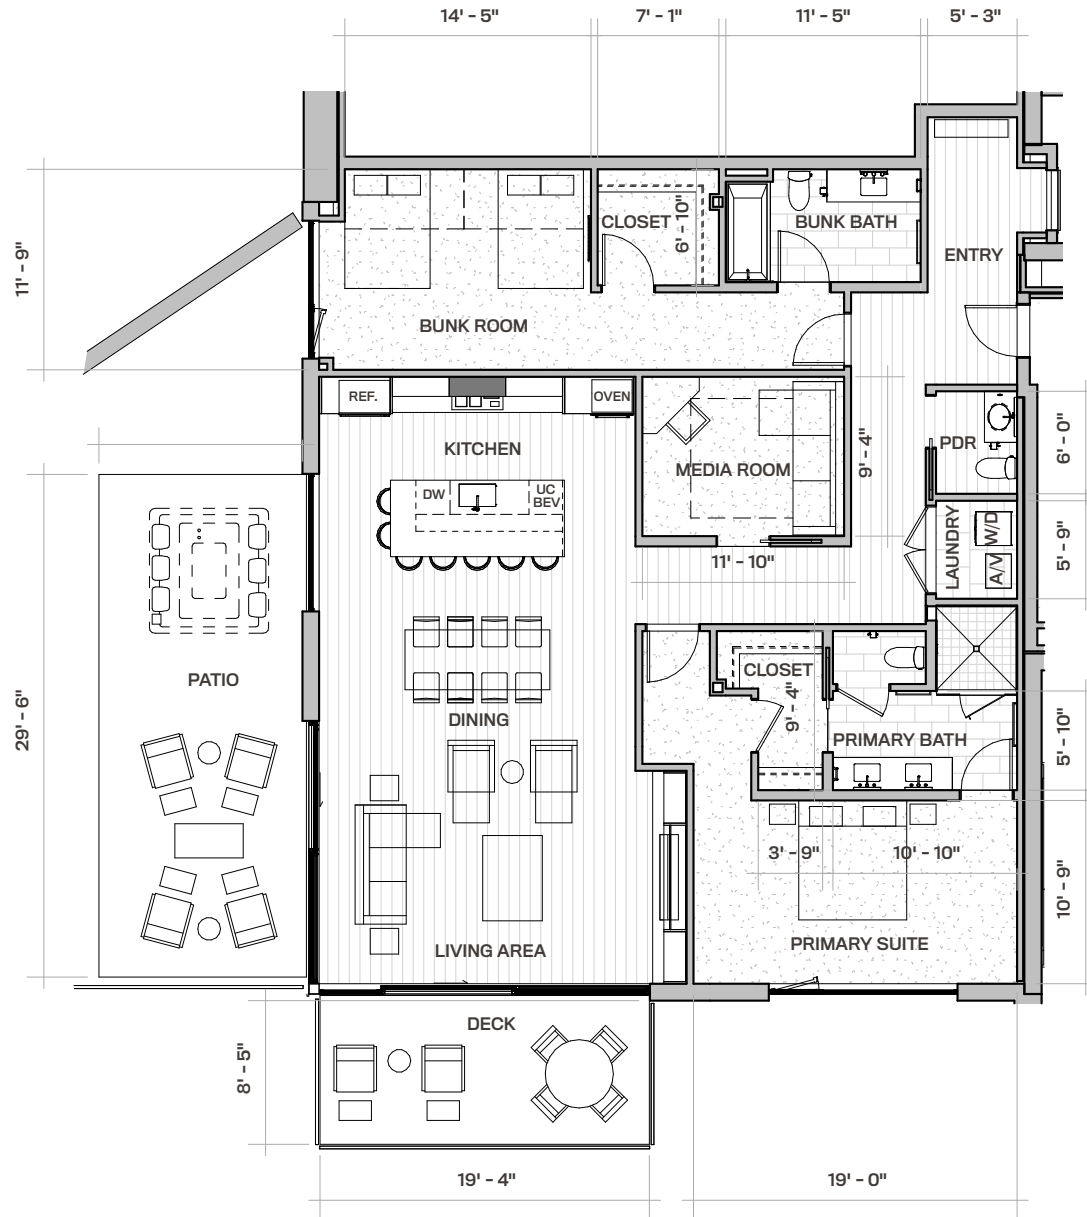 14' - 5"
7' - 1"
11' - 5"
5' - 3"
11' - 9"
CLOSET
6' - 10"
BUNK BATH
ENTRY
BUNK ROOM
REF.
OVEN
KITCHEN
MEDIA ROOM
9' - 4"
PDR
6' - 0"
DW
UC
BEV
LAUNDRY
W/D
A/V
5' - 9"
11' - 10"
PATIO
29' - 6"
DINING
CLOSET
9' - 4"
PRIMARY BATH
5' - 10"
3' - 9"
10' - 10"
10' - 9"
LIVING AREA
PRIMARY SUITE
DECK
8' - 5"
19' - 4"
19' - 0"